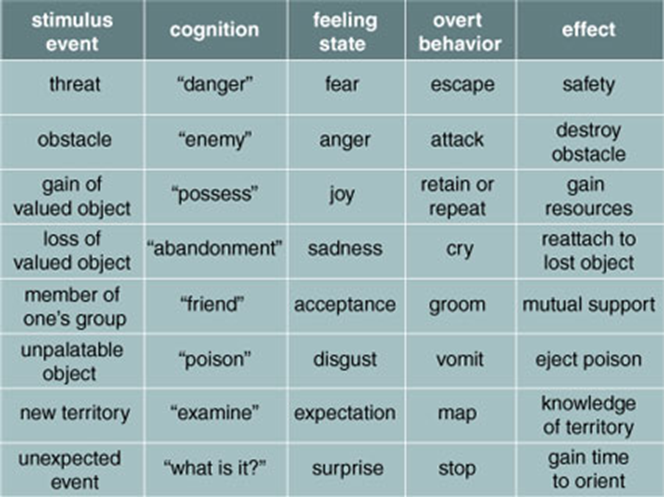 stimulus event cognition feeling state overt behavior effect
threat “danger” fear escape safety
obstacle “enemy” anger attack destroy obstacle
gain of valued object “possess” joy retain or repeat gain resources
loss of valued object “abandonment” sadness cry reattach to lost object
member of one’s group “friend” acceptance groom mutual support
unpalatable object “poison” disgust vomit eject poison
new territory “examine” expectation map knowledge of territory
unexpected event “what is it?” surprise stop gain time to orient